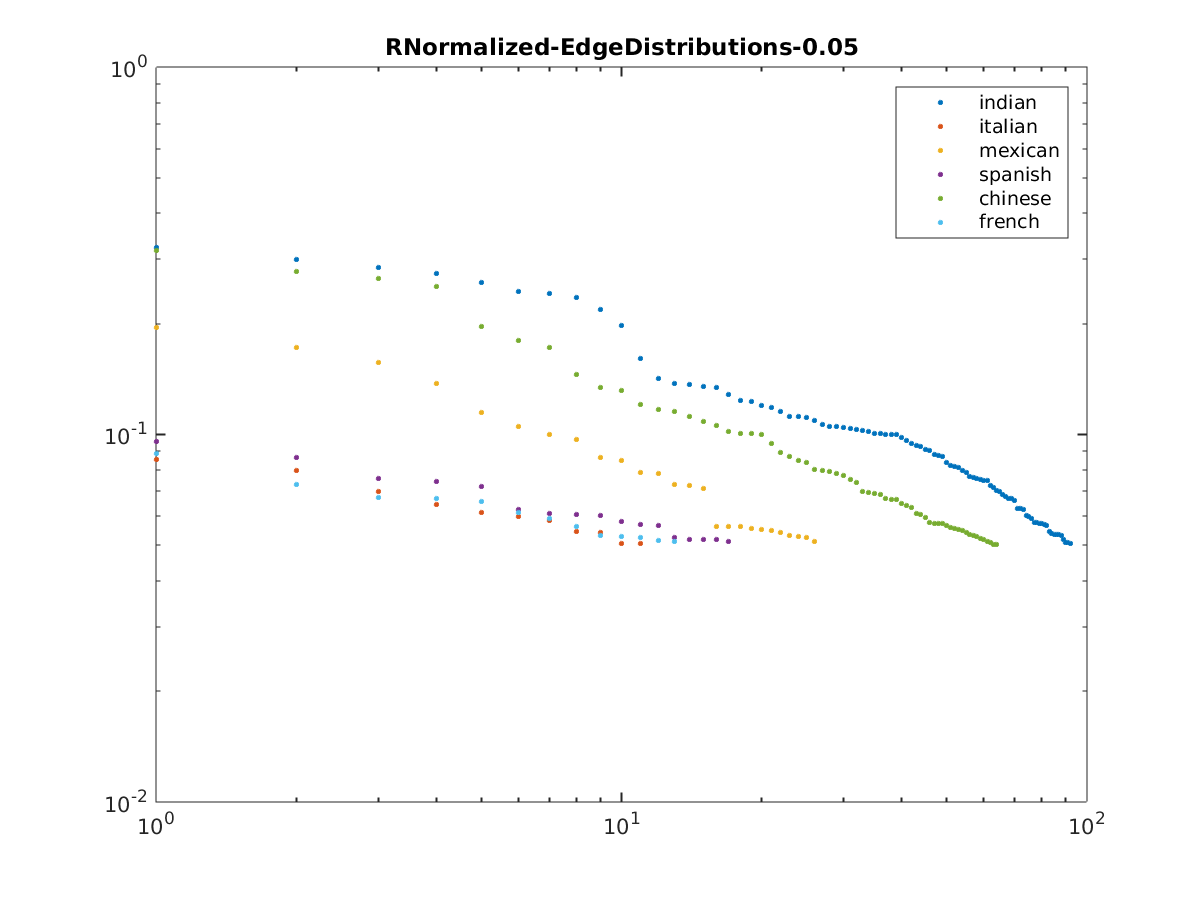 RNormalized-EdgeDistributions-0.05
10^0
indian
italian
mexican
spanish
chinese
french
10^-1
10^-2
10^0 10^1 10^2